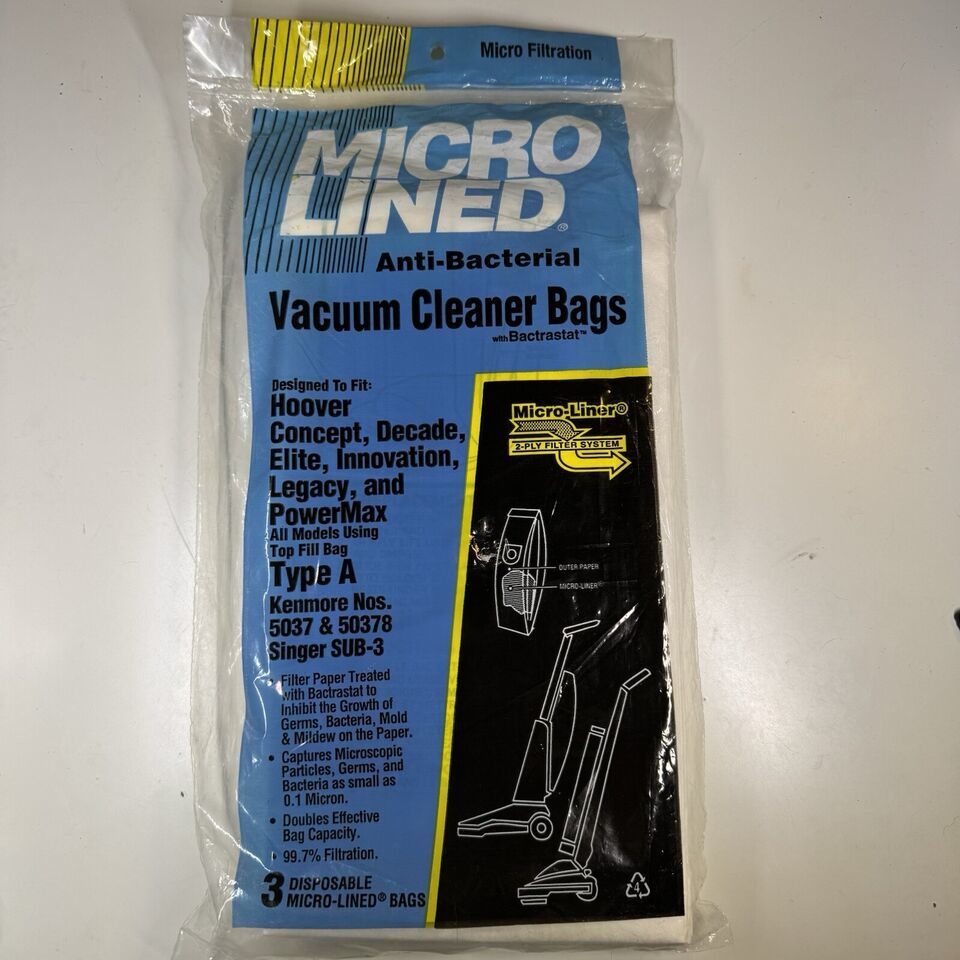 Micro Filtration
MICRO
LINED®
Anti-Bacterial
Vacuum Cleaner Bags
with Bactrastat™
Designed To Fit:
Hoover
Concept, Decade,
Elite, Innovation,
Legacy, and
PowerMax
All Models Using
Top Fill Bag
Type A
Kenmore Nos.
5037 & 50378
Singer SUB-3
• Filter Paper Treated
with Bactrastat to
Inhibit the Growth of
Germs, Bacteria, Mold
& Mildew on the Paper.
• Captures Microscopic
Particles, Germs, and
Bacteria as small as
0.1 Micron.
• Doubles Effective
Bag Capacity.
• 99.7% Filtration.
3 DISPOSABLE
MICRO-LINED® BAGS
Micro-Liner®
2-PLY FILTER SYSTEM
OUTER PAPER
MICRO-LINER®
4